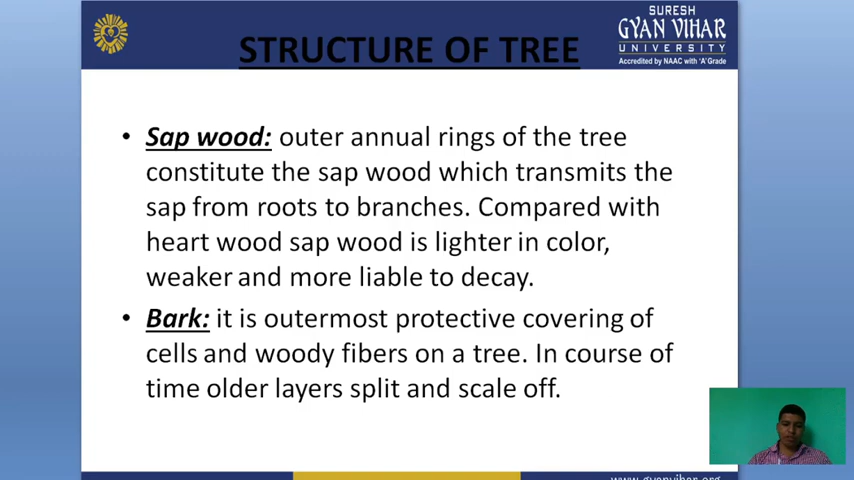 SURESH
GYAN VIHAR
UNIVERSITY
Accredited by NAAC with 'A' Grade
STRUCTURE OF TREE
• Sap wood: outer annual rings of the tree
constitute the sap wood which transmits the
sap from roots to branches. Compared with
heart wood sap wood is lighter in color,
weaker and more liable to decay.
• Bark: it is outermost protective covering of
cells and woody fibers on a tree. In course of
time older layers split and scale off.
www.gyanvihar.org